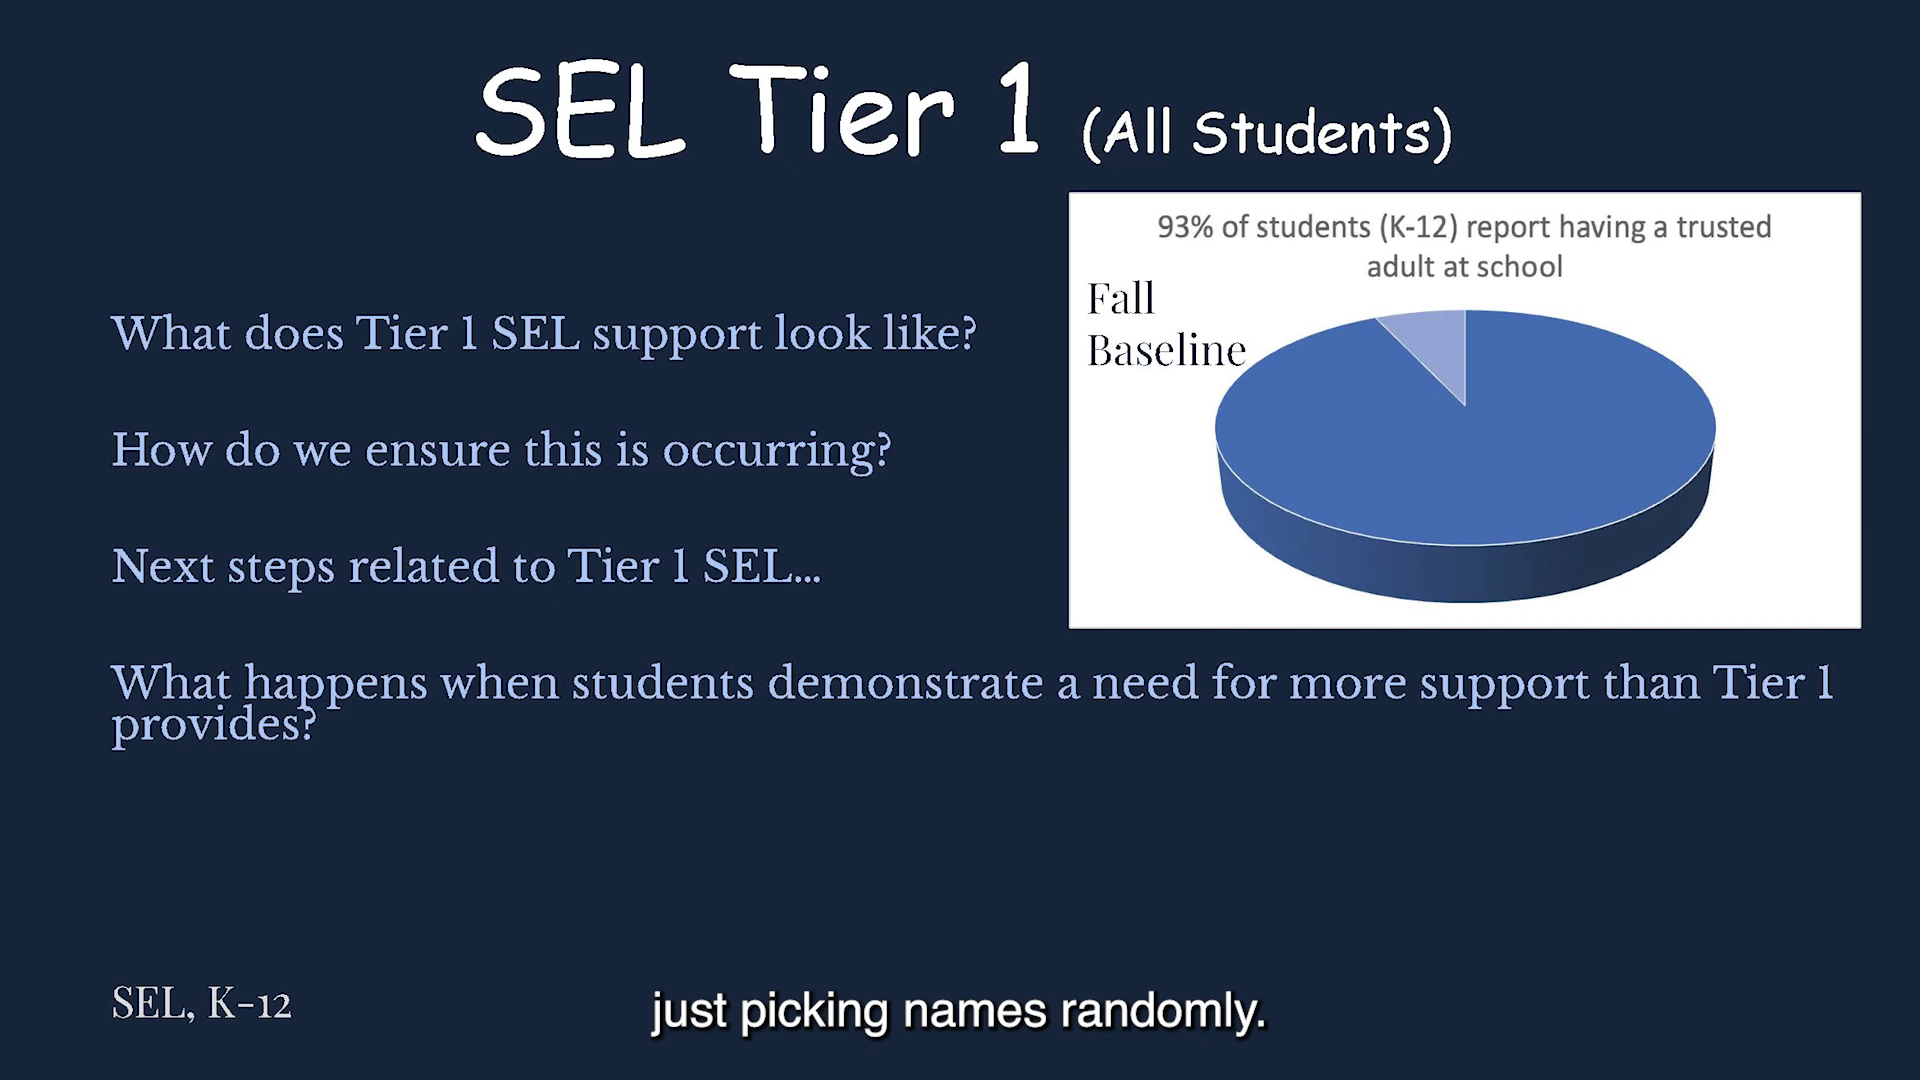 SEL Tier 1 (All Students)
93% of students (K-12) report having a trusted
adult at school
Fall
Baseline
What does Tier 1 SEL support look like?
How do we ensure this is occurring?
Next steps related to Tier 1 SEL...
What happens when students demonstrate a need for more support than Tier 1
provides?
SEL, K-12
just picking names randomly.